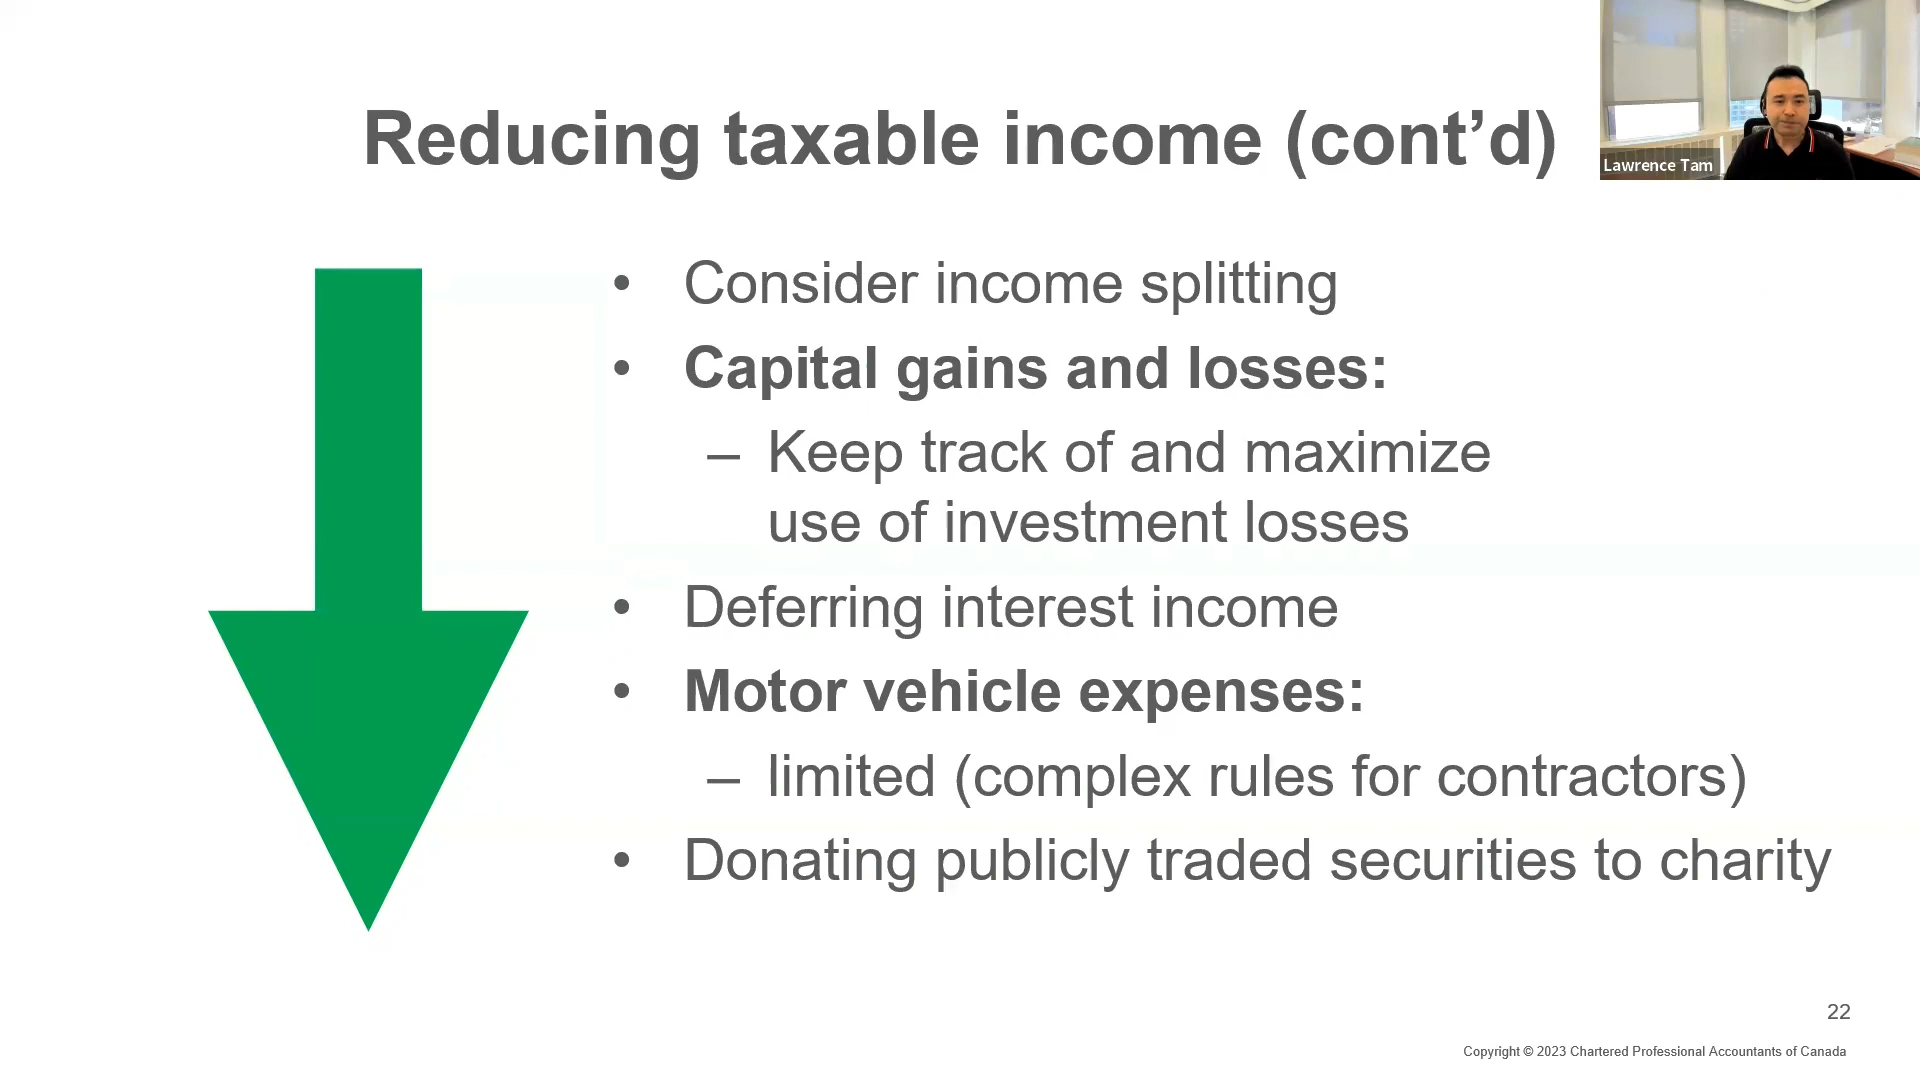 Reducing taxable income (cont’d)
Lawrence Tam
• Consider income splitting
• Capital gains and losses:
– Keep track of and maximize
use of investment losses
• Deferring interest income
• Motor vehicle expenses:
– limited (complex rules for contractors)
• Donating publicly traded securities to charity
22
Copyright © 2023 Chartered Professional Accountants of Canada